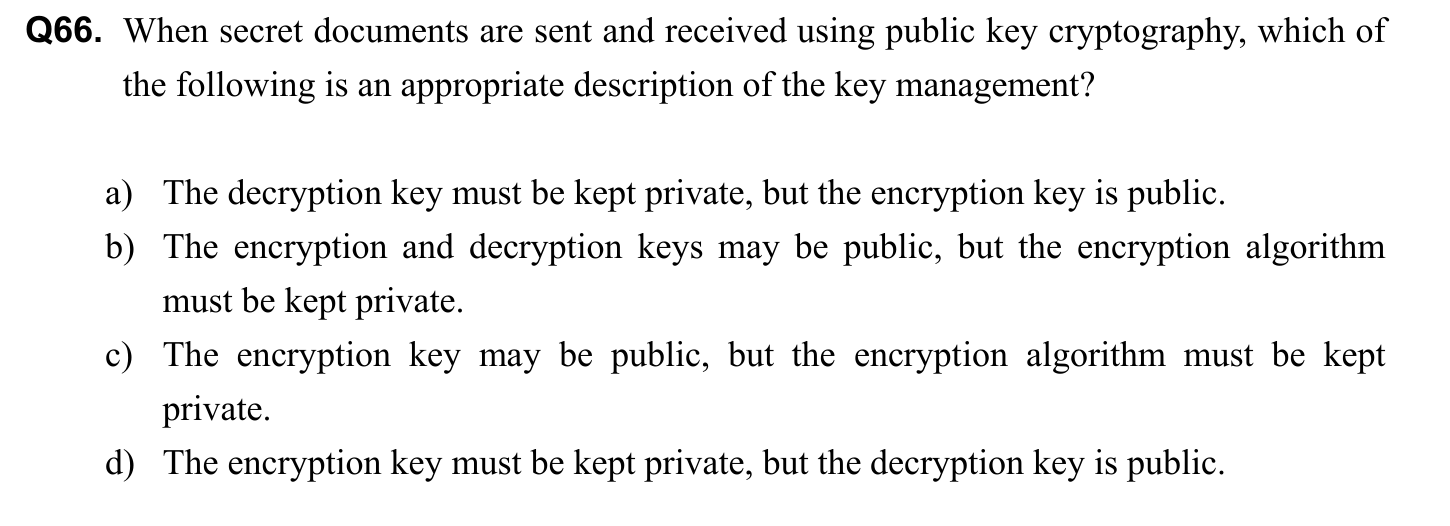 Q66. When secret documents are sent and received using public key cryptography, which of
the following is an appropriate description of the key management?
a) The decryption key must be kept private, but the encryption key is public.
b) The encryption and decryption keys may be public, but the encryption algorithm
must be kept private.
c) The encryption key may be public, but the encryption algorithm must be kept
private.
d) The encryption key must be kept private, but the decryption key is public.